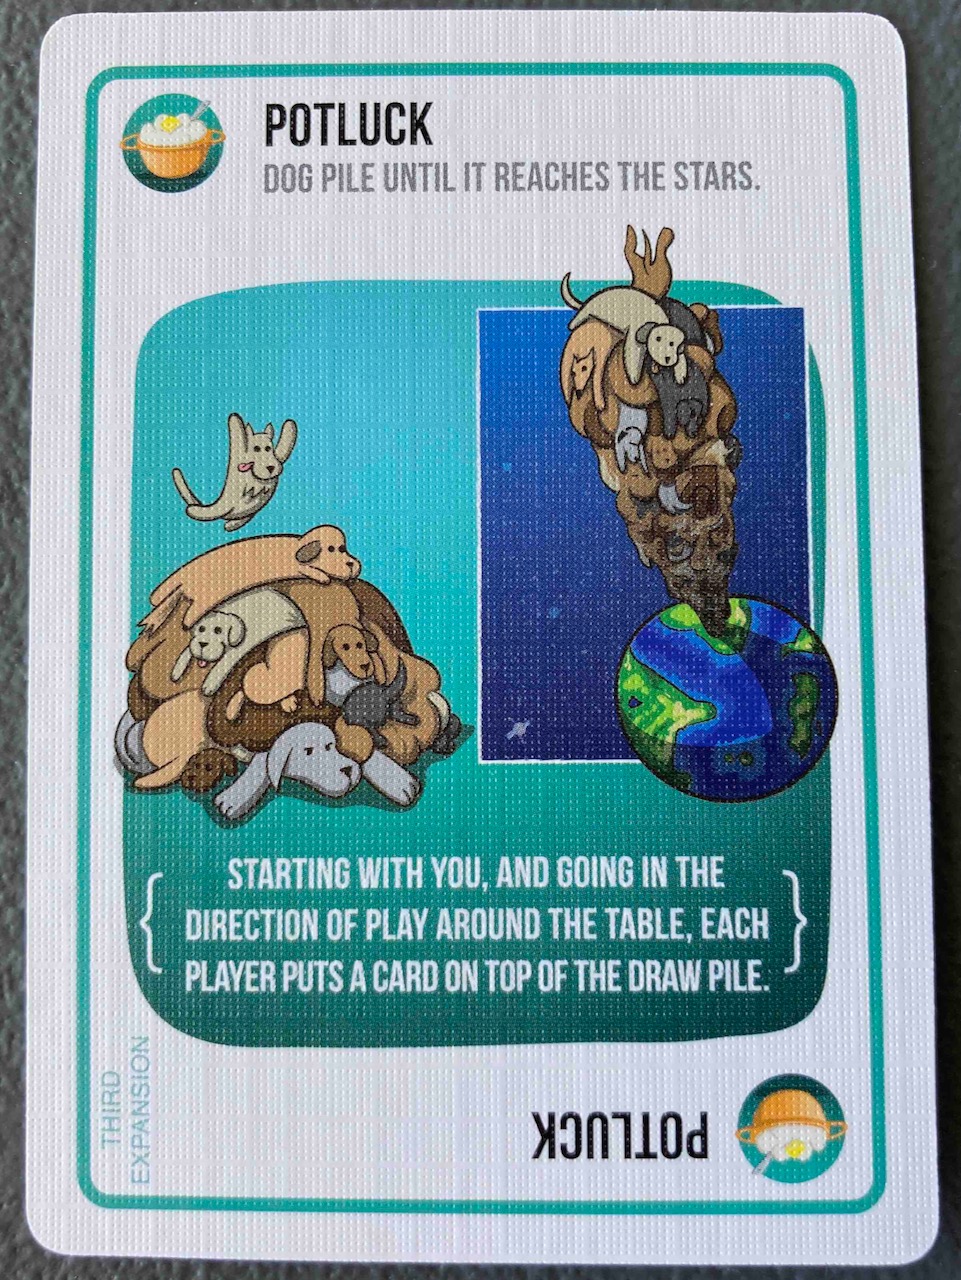 POTLUCK
DOG PILE UNTIL IT REACHES THE STARS.
STARTING WITH YOU, AND GOING IN THE
DIRECTION OF PLAY AROUND THE TABLE, EACH
PLAYER PUTS A CARD ON TOP OF THE DRAW PILE.
THIRD
EXPANSION
POTLUCK